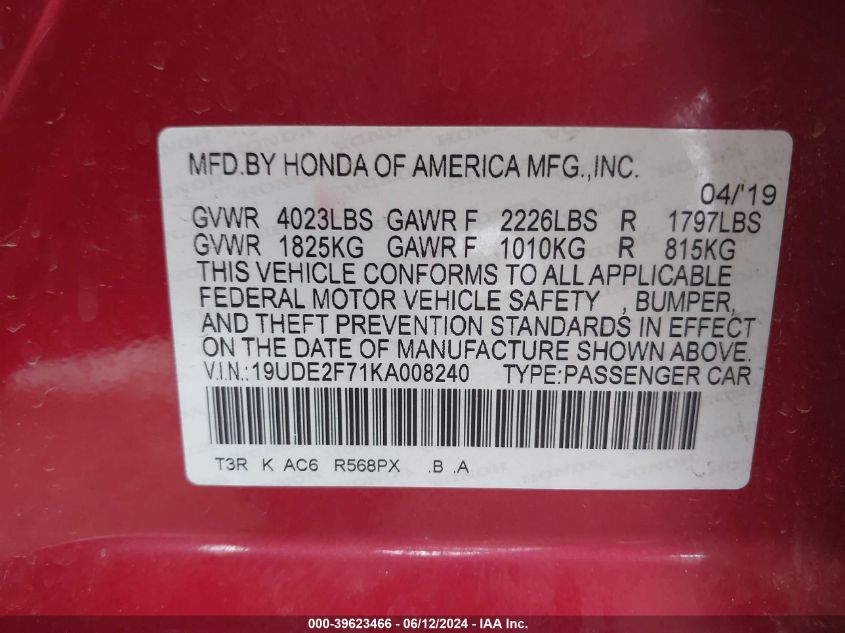 MFD.BY HONDA OF AMERICA MFG.,INC.
04/'19
GVWR 4023LBS GAWR F 2226LBS R 1797LBS
GVWR 1825KG GAWR F 1010KG R 815KG
THIS VEHICLE CONFORMS TO ALL APPLICABLE
FEDERAL MOTOR VEHICLE SAFETY , BUMPER,
AND THEFT PREVENTION STANDARDS IN EFFECT
ON THE DATE OF MANUFACTURE SHOWN ABOVE.
V.I.N.:19UDE2F71KA008240 TYPE:PASSENGER CAR
T3R K AC6 R568PX .B .A
000-39623466 - 06/12/2024 - IAA Inc.